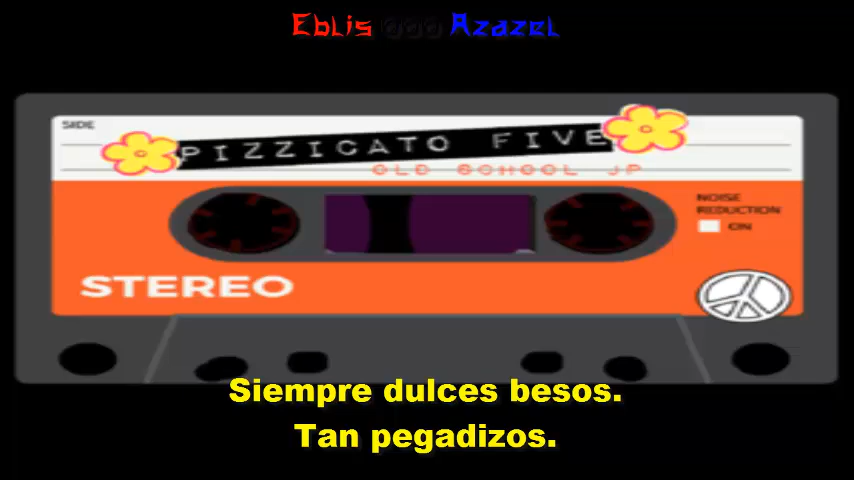 Eblis Azazel
SIDE
PIZZICATO FIVE
OLD SCHOOL JP
NOISE
REDUCTION
ON
STEREO
Siempre dulces besos.
Tan pegadizos.